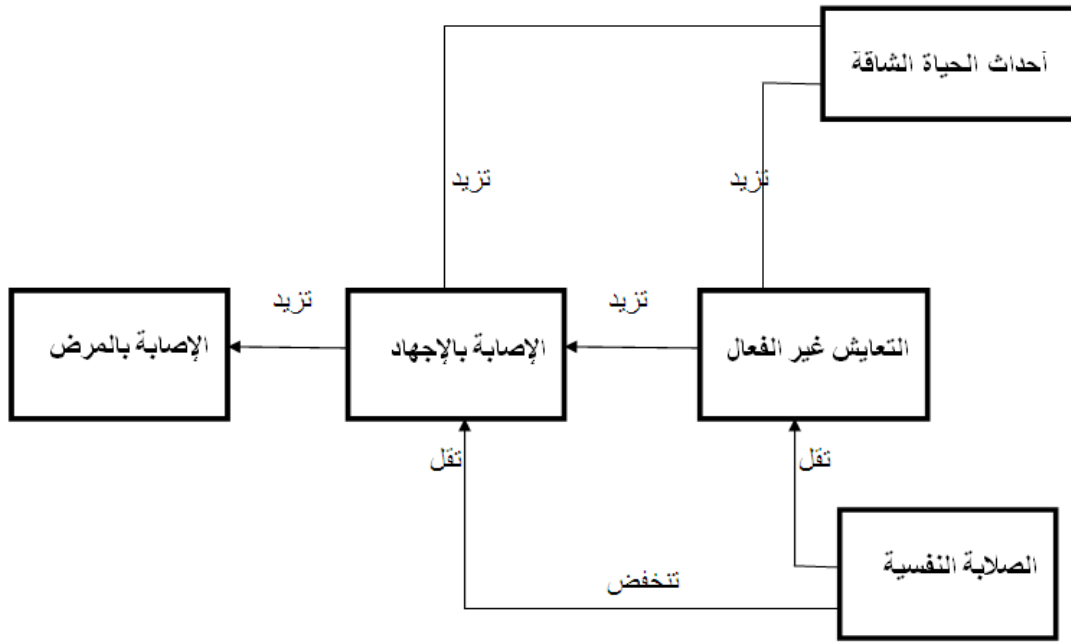 أحداث الحياة الشاقة
تزيد
تزيد
تزيد
تزيد
التعايش غير الفعال
الإصابة بالإجهاد
الإصابة بالمرض
تقل
تقل
الصلابة النفسية
تنخفض